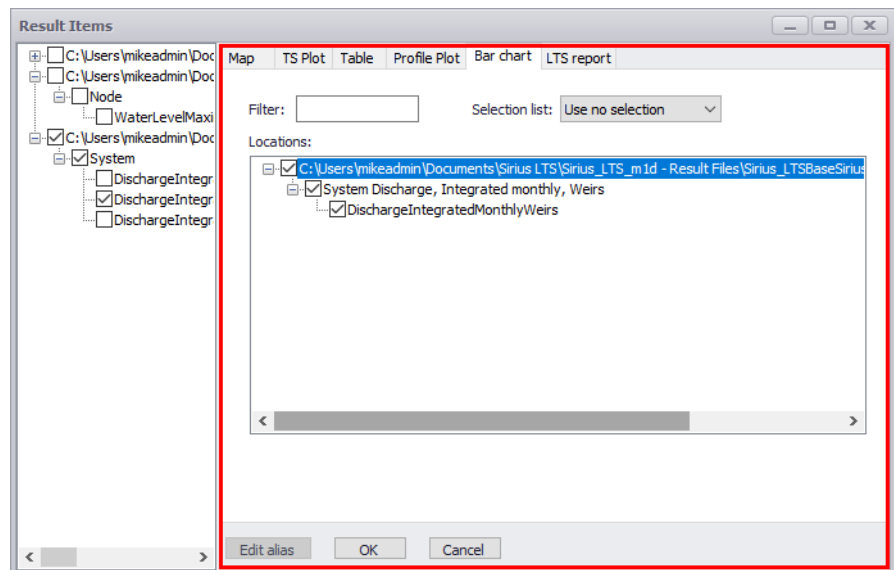 Result Items
C:\Users\mikeadmin\Doc
C:\Users\mikeadmin\Doc
Node
WaterLevelMaxi
C:\Users\mikeadmin\Doc
System
DischargeIntegr
DischargeIntegr
DischargeIntegr
Map TS Plot Table Profile Plot Bar chart LTS report
Filter: Selection list: Use no selection
Locations:
C:\Users\mikeadmin\Documents\Sirius LTS\Sirius_LTS_m1d - Result Files\Sirius_LTSBaseSirius
System Discharge, Integrated monthly, Weirs
DischargeIntegratedMonthlyWeirs
Edit alias OK Cancel